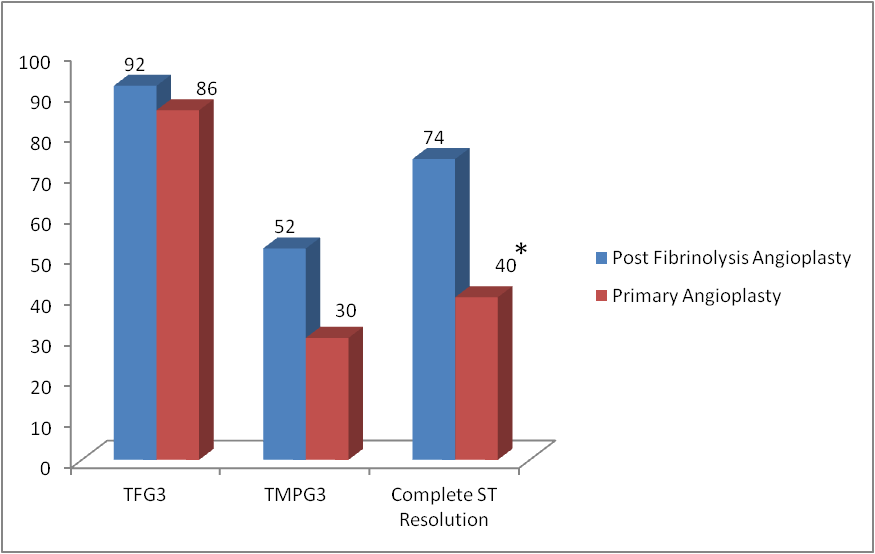 100
90
80
70
60
50
40
30
20
10
0
92
86
52
30
74
40*
TFG3
TMPG3
Complete ST
Resolution
Post Fibrinolysis Angioplasty
Primary Angioplasty